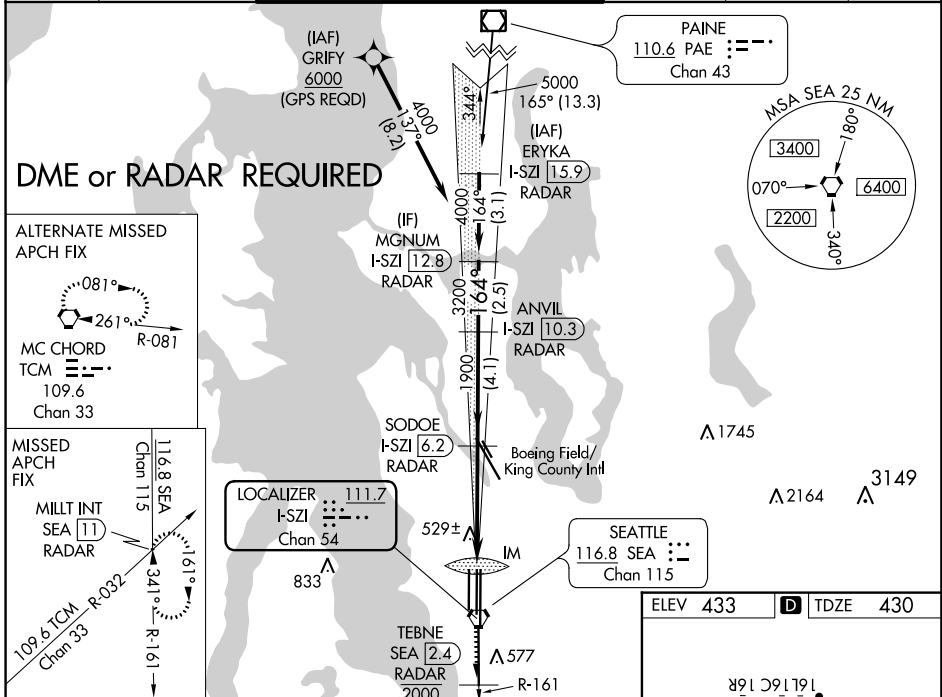 (IAF)
GRIFY
6000
(GPS REQD)
4000
137°
(8.2)
PAINE
110.6 PAE
Chan 43
344°
5000
165° (13.3)
(IAF)
ERYKA
I-SZI 15.9
RADAR
MSA SEA 25 NM
180°
3400
070°
6400
2200
340°
DME or RADAR REQUIRED
4000
164°
(3.1)
(IF)
MGNUM
I-SZI 12.8
RADAR
3200
164°
(2.5)
ANVIL
I-SZI 10.3
RADAR
1900
(4.1)
ALTERNATE MISSED
APCH FIX
081°
261°
R-081
MC CHORD
TCM
109.6
Chan 33
SODOE
I-SZI 6.2
RADAR
Boeing Field/
King County Intl
1745
2164
3149
MISSED
APCH
FIX
116.8 SEA
Chan 115
MILLT INT
SEA 11
RADAR
161°
341°
R-161
109.6 TCM R-032
Chan 33
LOCALIZER 111.7
I-SZI
Chan 54
529±
IM
833
SEATTLE
116.8 SEA
Chan 115
TEBNE
SEA 2.4
RADAR
2000
577
R-161
ELEV 433 D TDZE 430
16L 16C 16R